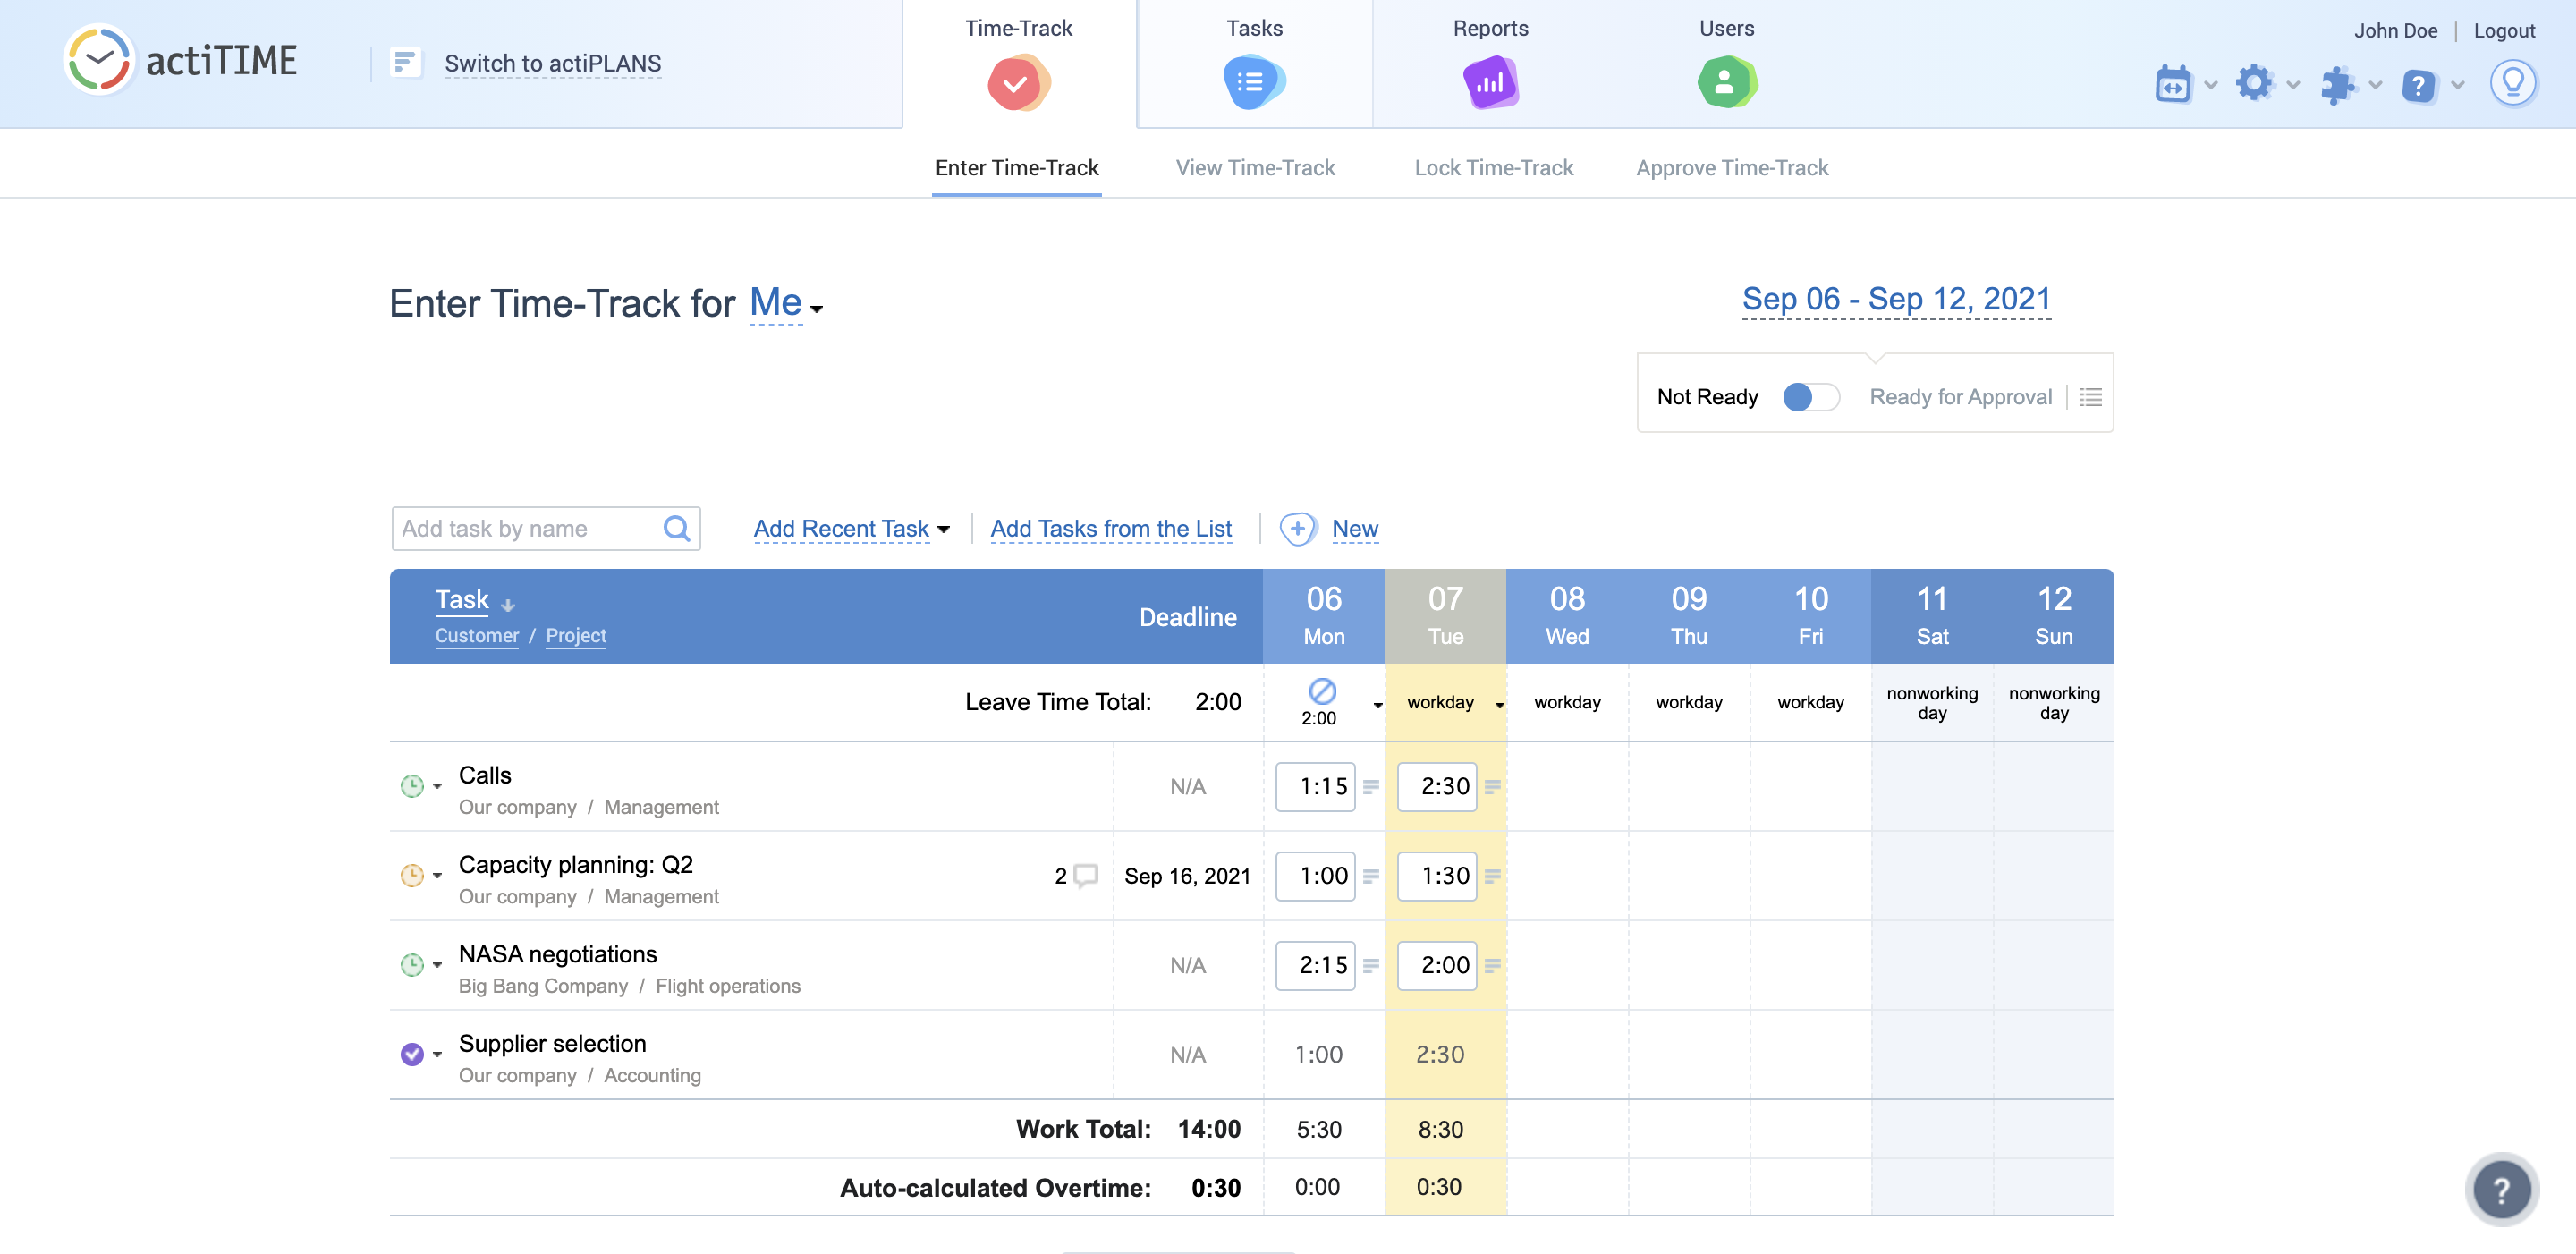 actiTIME
Switch to actiPLANS
Time-Track
Tasks
Reports
Users
John Doe | Logout
Enter Time-Track
View Time-Track
Lock Time-Track
Approve Time-Track
Enter Time-Track for Me
Sep 06 - Sep 12, 2021
Not Ready
Ready for Approval
Add task by name
Add Recent Task
Add Tasks from the List
New
Task
Customer / Project
Deadline
06 07 08 09 10 11 12
Mon Tue Wed Thu Fri Sat Sun
Leave Time Total: 2:00
2:00
workday
workday
workday
workday
nonworking day
nonworking day
Calls
Our company / Management
N/A 1:15 2:30
Capacity planning: Q2
Our company / Management
2 Sep 16, 2021 1:00 1:30
NASA negotiations
Big Bang Company / Flight operations
N/A 2:15 2:00
Supplier selection
Our company / Accounting
N/A 1:00 2:30
Work Total: 14:00 5:30 8:30
Auto-calculated Overtime: 0:30 0:00 0:30
?